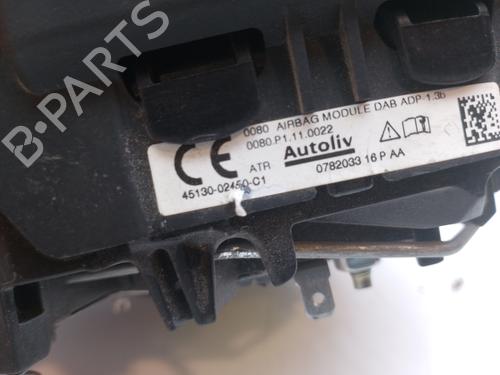 0080 AIRBAG MODULE DAB ADP-1.3b
0080.P1.11.0022
CE ATR Autoliv
45130-02450-C1
0782033 16 P AA
B-PARTS